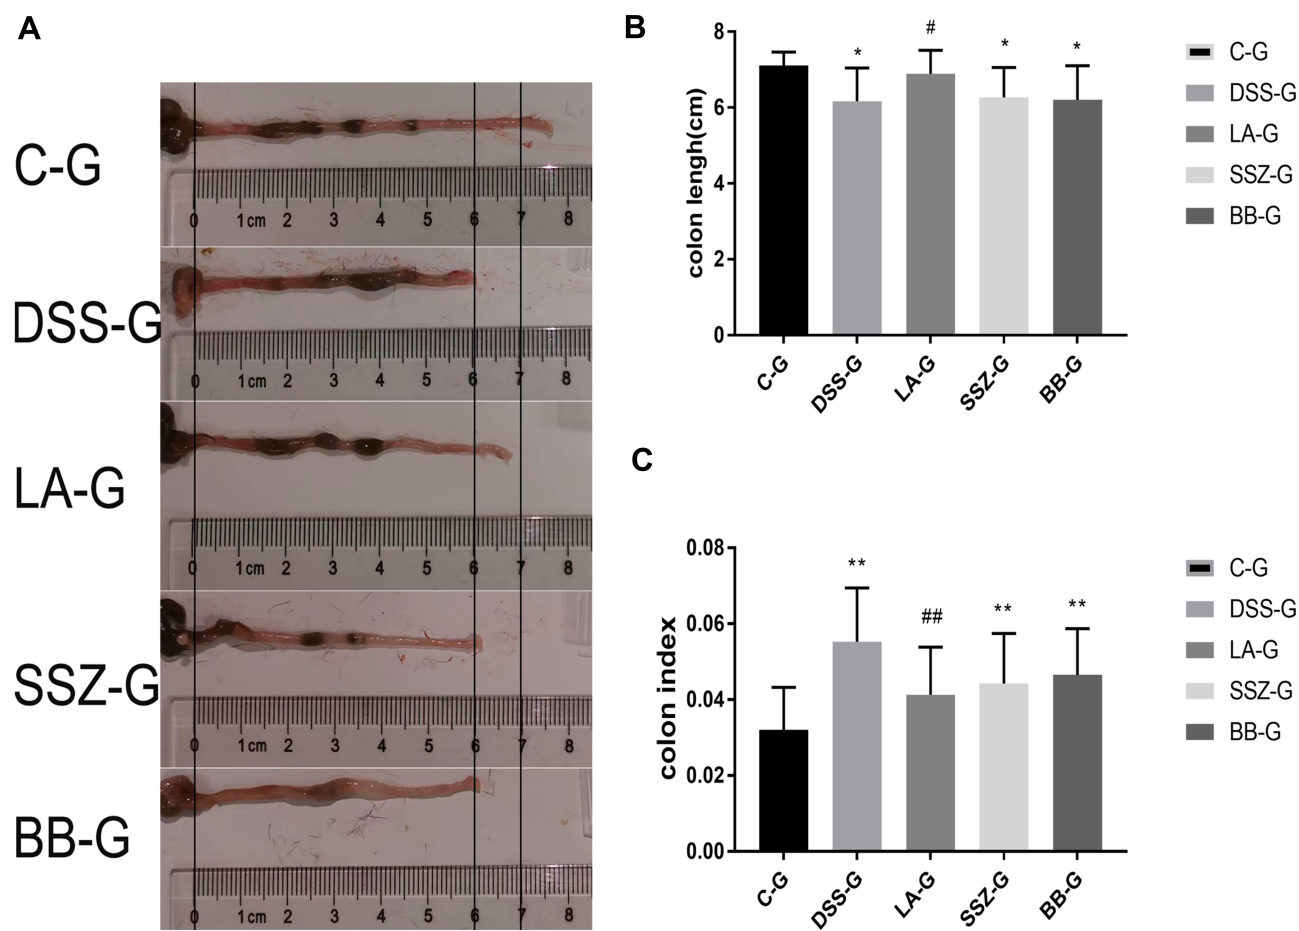 A
C-G
0 1cm 2 3 4 5 6 7 8
DSS-G
0 1cm 2 3 4 5 6 7 8
LA-G
0 1cm 2 3 4 5 6 7 8
SSZ-G
0 1cm 2 3 4 5 6 7 8
BB-G
0 1cm 2 3 4 5 6 7 8
B
colon lengh(cm)
8
6
4
2
0
* # * *
C-G DSS-G LA-G SSZ-G BB-G
C-G
DSS-G
LA-G
SSZ-G
BB-G
C
colon index
0.08
0.06
0.04
0.02
0.00
** ## ** **
C-G DSS-G LA-G SSZ-G BB-G
C-G
DSS-G
LA-G
SSZ-G
BB-G